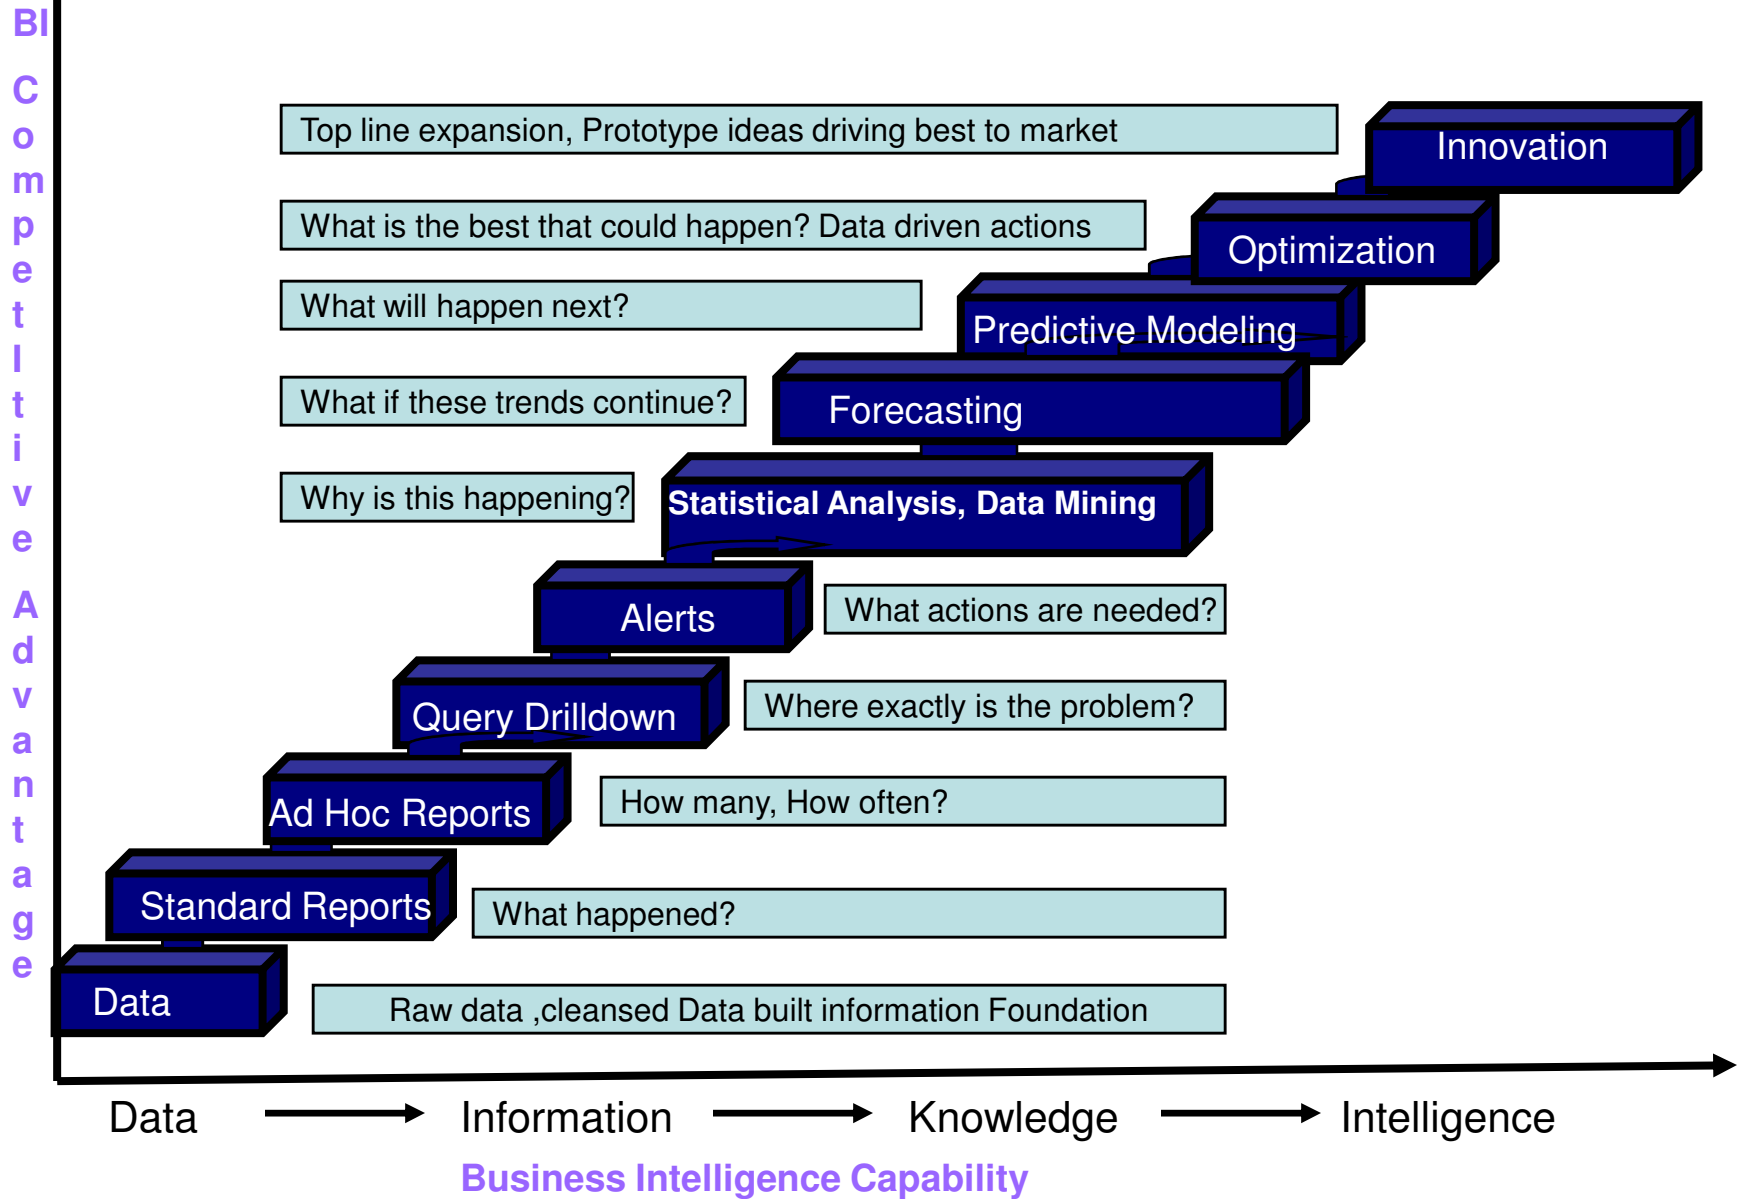 BI
CompetItive
Advantage
Top line expansion, Prototype ideas driving best to market
Innovation
What is the best that could happen? Data driven actions
Optimization
What will happen next?
Predictive Modeling
What if these trends continue?
Forecasting
Why is this happening?
Statistical Analysis, Data Mining
Alerts
What actions are needed?
Query Drilldown
Where exactly is the problem?
Ad Hoc Reports
How many, How often?
Standard Reports
What happened?
Data
Raw data ,cleansed Data built information Foundation
Data Information Knowledge Intelligence
Business Intelligence Capability